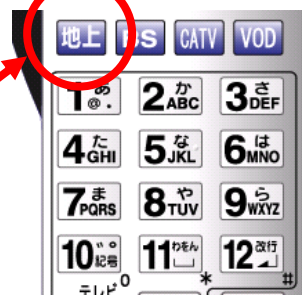 地上 BS CATV VOD
1 あ @. 2 か ABC 3 さ DEF
4 た GHI 5 な JKL 6 は MNO
7 ま PQRS 8 や TUV 9 ら WXYZ
10 ゛゜ 記号 11 わをん 12 改行
テレビ 0 * #